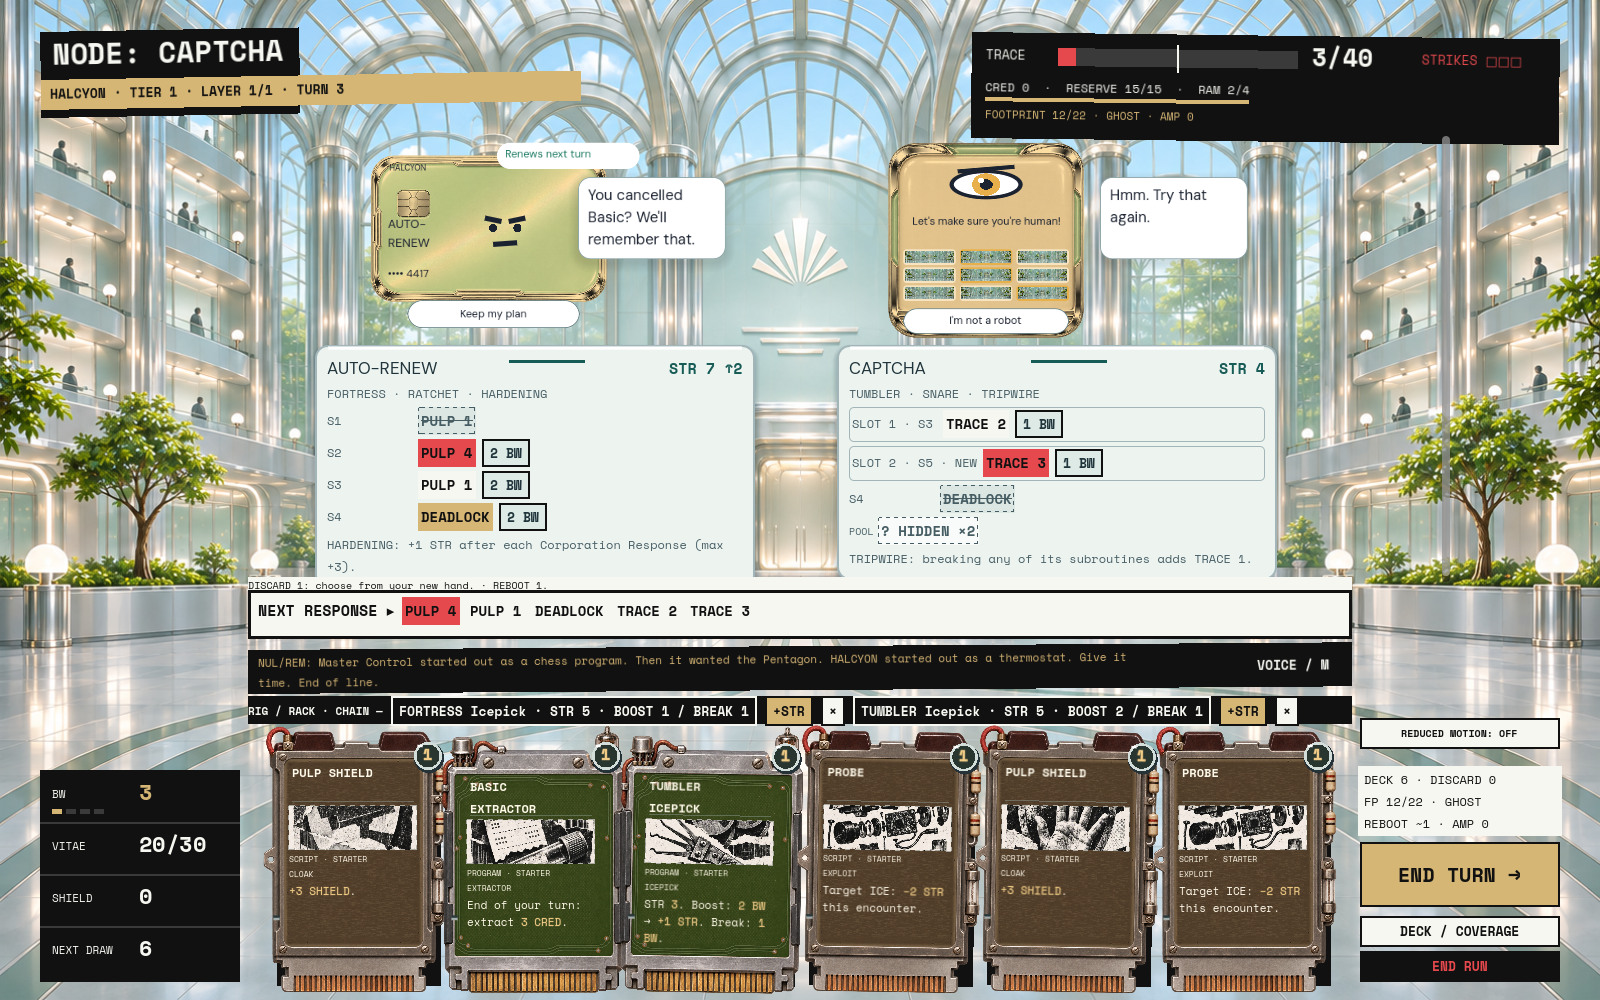 NODE: CAPTCHA
HALCYON · TIER 1 · LAYER 1/1 · TURN 3
TRACE 3/40 STRIKES □□□
CRED 0 · RESERVE 15/15 · RAM 2/4
FOOTPRINT 12/22 · GHOST · AMP 0
HALCYON
Renews next turn
AUTO-
RENEW
•••• 4417
Keep my plan
You cancelled
Basic? We'll
remember that.
Let's make sure you're human!
I'm not a robot
Hmm. Try that
again.
AUTO-RENEW STR 7 ↑2
FORTRESS · RATCHET · HARDENING
S1 PULP 1
S2 PULP 4 2 BW
S3 PULP 1 2 BW
S4 DEADLOCK 2 BW
HARDENING: +1 STR after each Corporation Response (max
+3).
CAPTCHA STR 4
TUMBLER · SNARE · TRIPWIRE
SLOT 1 · S3 TRACE 2 1 BW
SLOT 2 · S5 · NEW TRACE 3 1 BW
S4 DEADLOCK
POOL ? HIDDEN ×2
TRIPWIRE: breaking any of its subroutines adds TRACE 1.
DISCARD 1: choose from your new hand. · REBOOT 1.
NEXT RESPONSE ▸ PULP 4 PULP 1 DEADLOCK TRACE 2 TRACE 3
NUL/REM: Master Control started out as a chess program. Then it wanted the Pentagon. HALCYON started out as a thermostat. Give it
time. End of line.
VOICE / M
RIG / RACK · CHAIN — FORTRESS Icepick · STR 5 · BOOST 1 / BREAK 1 +STR × TUMBLER Icepick · STR 5 · BOOST 2 / BREAK 1 +STR ×
BW 3
VITAE 20/30
SHIELD 0
NEXT DRAW 6
1
PULP SHIELD
SCRIPT · STARTER
CLOAK
+3 SHIELD.
1
BASIC
EXTRACTOR
PROGRAM · STARTER
EXTRACTOR
End of your turn:
extract 3 CRED.
1
TUMBLER
ICEPICK
PROGRAM · STARTER
ICEPICK
STR 3. Boost: 2 BW
→ +1 STR. Break: 1
BW.
1
PROBE
SCRIPT · STARTER
EXPLOIT
Target ICE: -2 STR
this encounter.
1
PULP SHIELD
SCRIPT · STARTER
CLOAK
+3 SHIELD.
1
PROBE
SCRIPT · STARTER
EXPLOIT
Target ICE: -2 STR
this encounter.
REDUCED MOTION: OFF
DECK 6 · DISCARD 0
FP 12/22 · GHOST
REBOOT ~1 · AMP 0
END TURN →
DECK / COVERAGE
END RUN